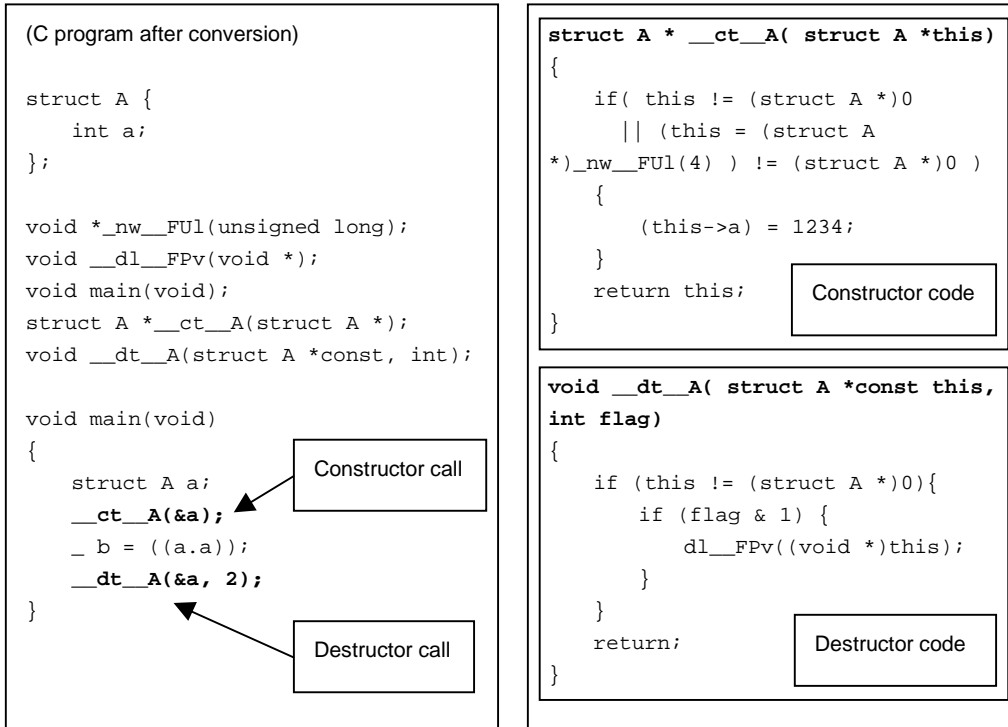 (C program after conversion)
struct A {
int a;
};
void *_nw__FUl(unsigned long);
void __dl__FPv(void *);
void main(void);
struct A *__ct__A(struct A *);
void __dt__A(struct A *const, int);
void main(void)
{
struct A a;
__ct__A(&a);
_ b = ((a.a));
__dt__A(&a, 2);
}
Constructor call
Destructor call
struct A * __ct__A( struct A *this)
{
if( this != (struct A *)0
|| (this = (struct A
*)_nw__FUl(4) ) != (struct A *)0 )
{
(this->a) = 1234;
}
return this;
}
Constructor code
void __dt__A( struct A *const this,
int flag)
{
if (this != (struct A *)0){
if (flag & 1) {
dl__FPv((void *)this);
}
}
return;
}
Destructor code